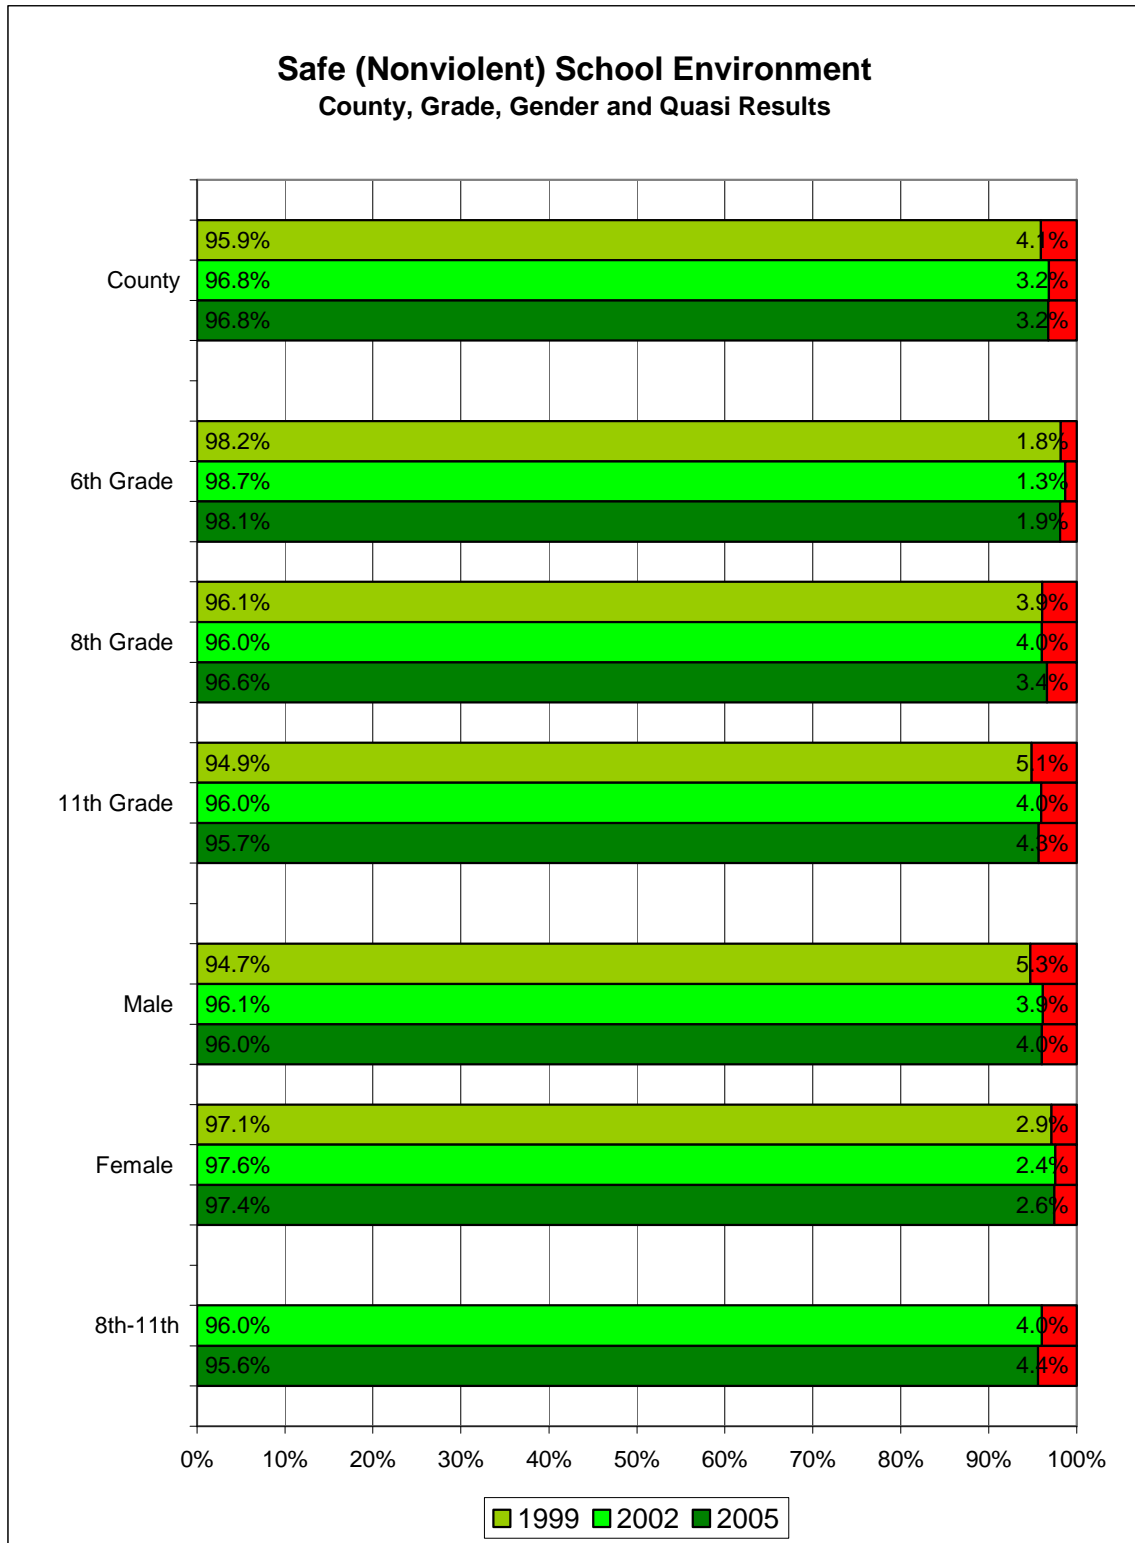 Safe (Nonviolent) School Environment
County, Grade, Gender and Quasi Results
95.9% 4.1%
County 96.8% 3.2%
96.8% 3.2%
98.2% 1.8%
6th Grade 98.7% 1.3%
98.1% 1.9%
96.1% 3.9%
8th Grade 96.0% 4.0%
96.6% 3.4%
94.9% 5.1%
11th Grade 96.0% 4.0%
95.7% 4.3%
94.7% 5.3%
Male 96.1% 3.9%
96.0% 4.0%
97.1% 2.9%
Female 97.6% 2.4%
97.4% 2.6%
8th-11th 96.0% 4.0%
95.6% 4.4%
0% 10% 20% 30% 40% 50% 60% 70% 80% 90% 100%
1999 2002 2005